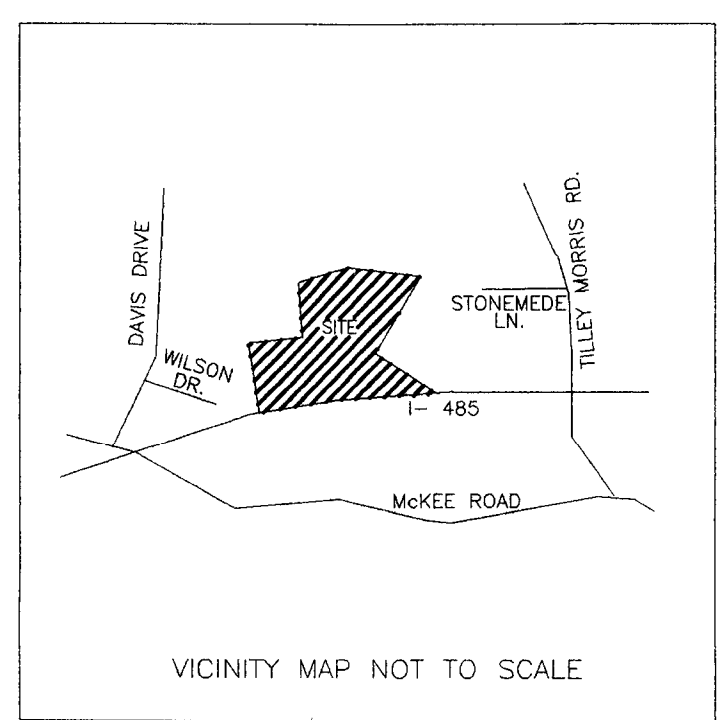 DAVIS DRIVE
WILSON
DR.
SITE
STONEMEDE
LN.
TILLEY MORRIS RD.
I- 485
McKEE ROAD
VICINITY MAP NOT TO SCALE